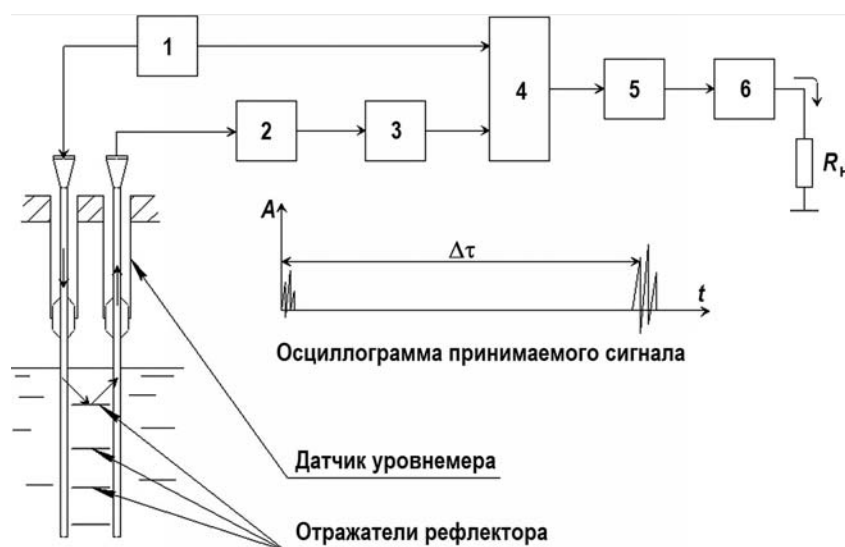 1
2
3
4
5
6
Rн
A
Δτ
t
Осциллограмма принимаемого сигнала
Датчик уровнемера
Отражатели рефлектора